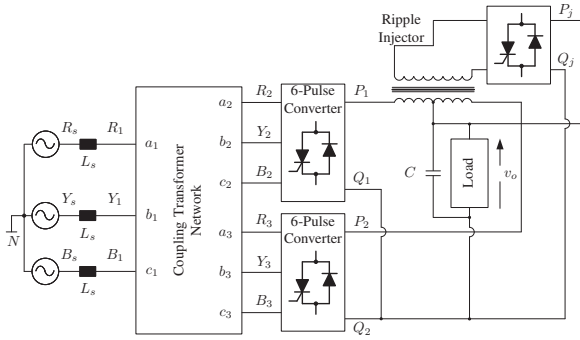 Ripple
Injector
P_j
Q_j
R_s
R_1
L_s
Y_s
Y_1
L_s
B_s
B_1
L_s
N
a_1
b_1
c_1
Coupling Transformer
Network
a_2
b_2
c_2
a_3
b_3
c_3
R_2
Y_2
B_2
R_3
Y_3
B_3
6-Pulse
Converter
6-Pulse
Converter
P_1
Q_1
P_2
Q_2
C
Load
v_o